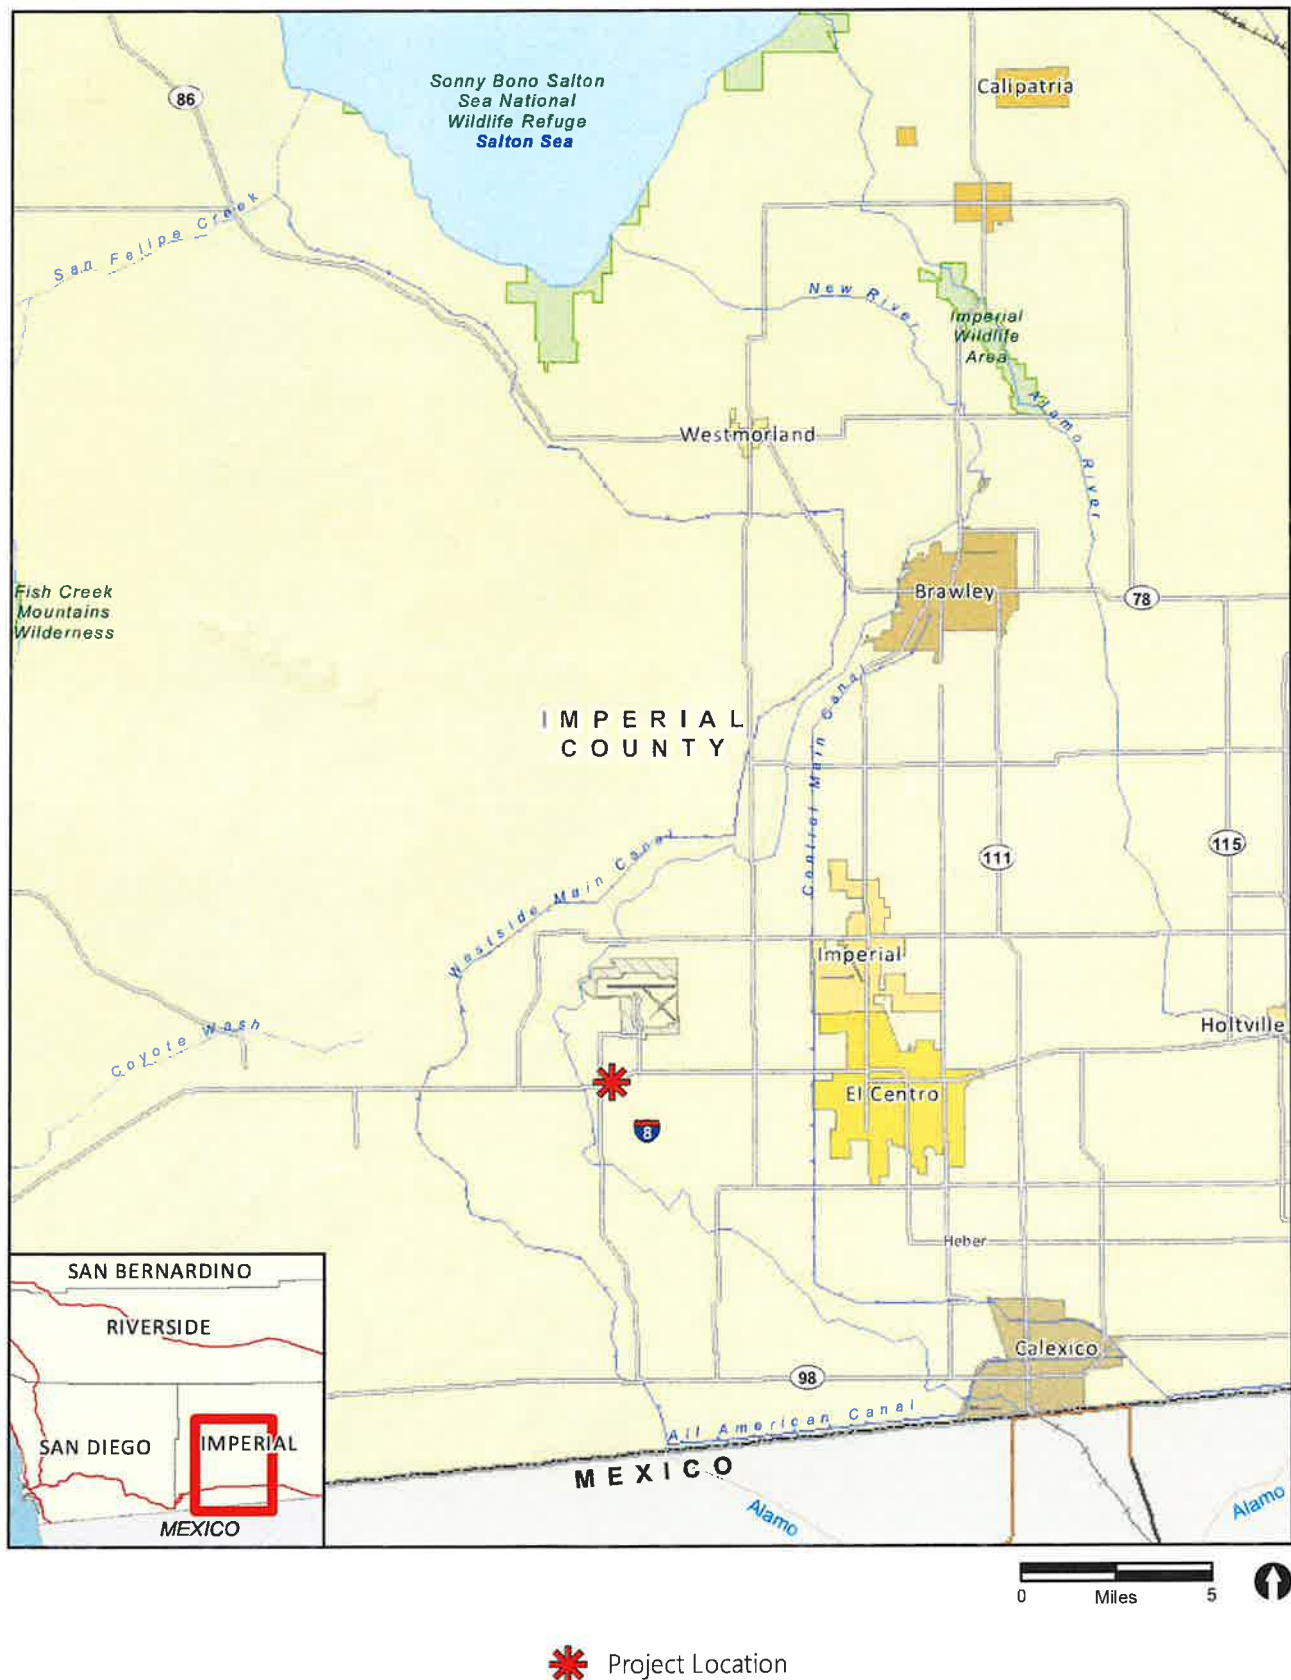 Sonny Bono Salton
Sea National
Wildlife Refuge
Salton Sea
Calipatria
86
San Felipe Creek
New River
Imperial
Wildlife
Area
Alamo River
Westmorland
Fish Creek
Mountains
Wilderness
Brawley
78
IMPERIAL
COUNTY
Central Main Canal
111
115
Westside Main Canal
Imperial
Coyote Wash
Holtville
El Centro
8
Heber
Calexico
98
All American Canal
MEXICO
Alamo
Alamo
SAN BERNARDINO
RIVERSIDE
SAN DIEGO
IMPERIAL
MEXICO
0 Miles 5
Project Location